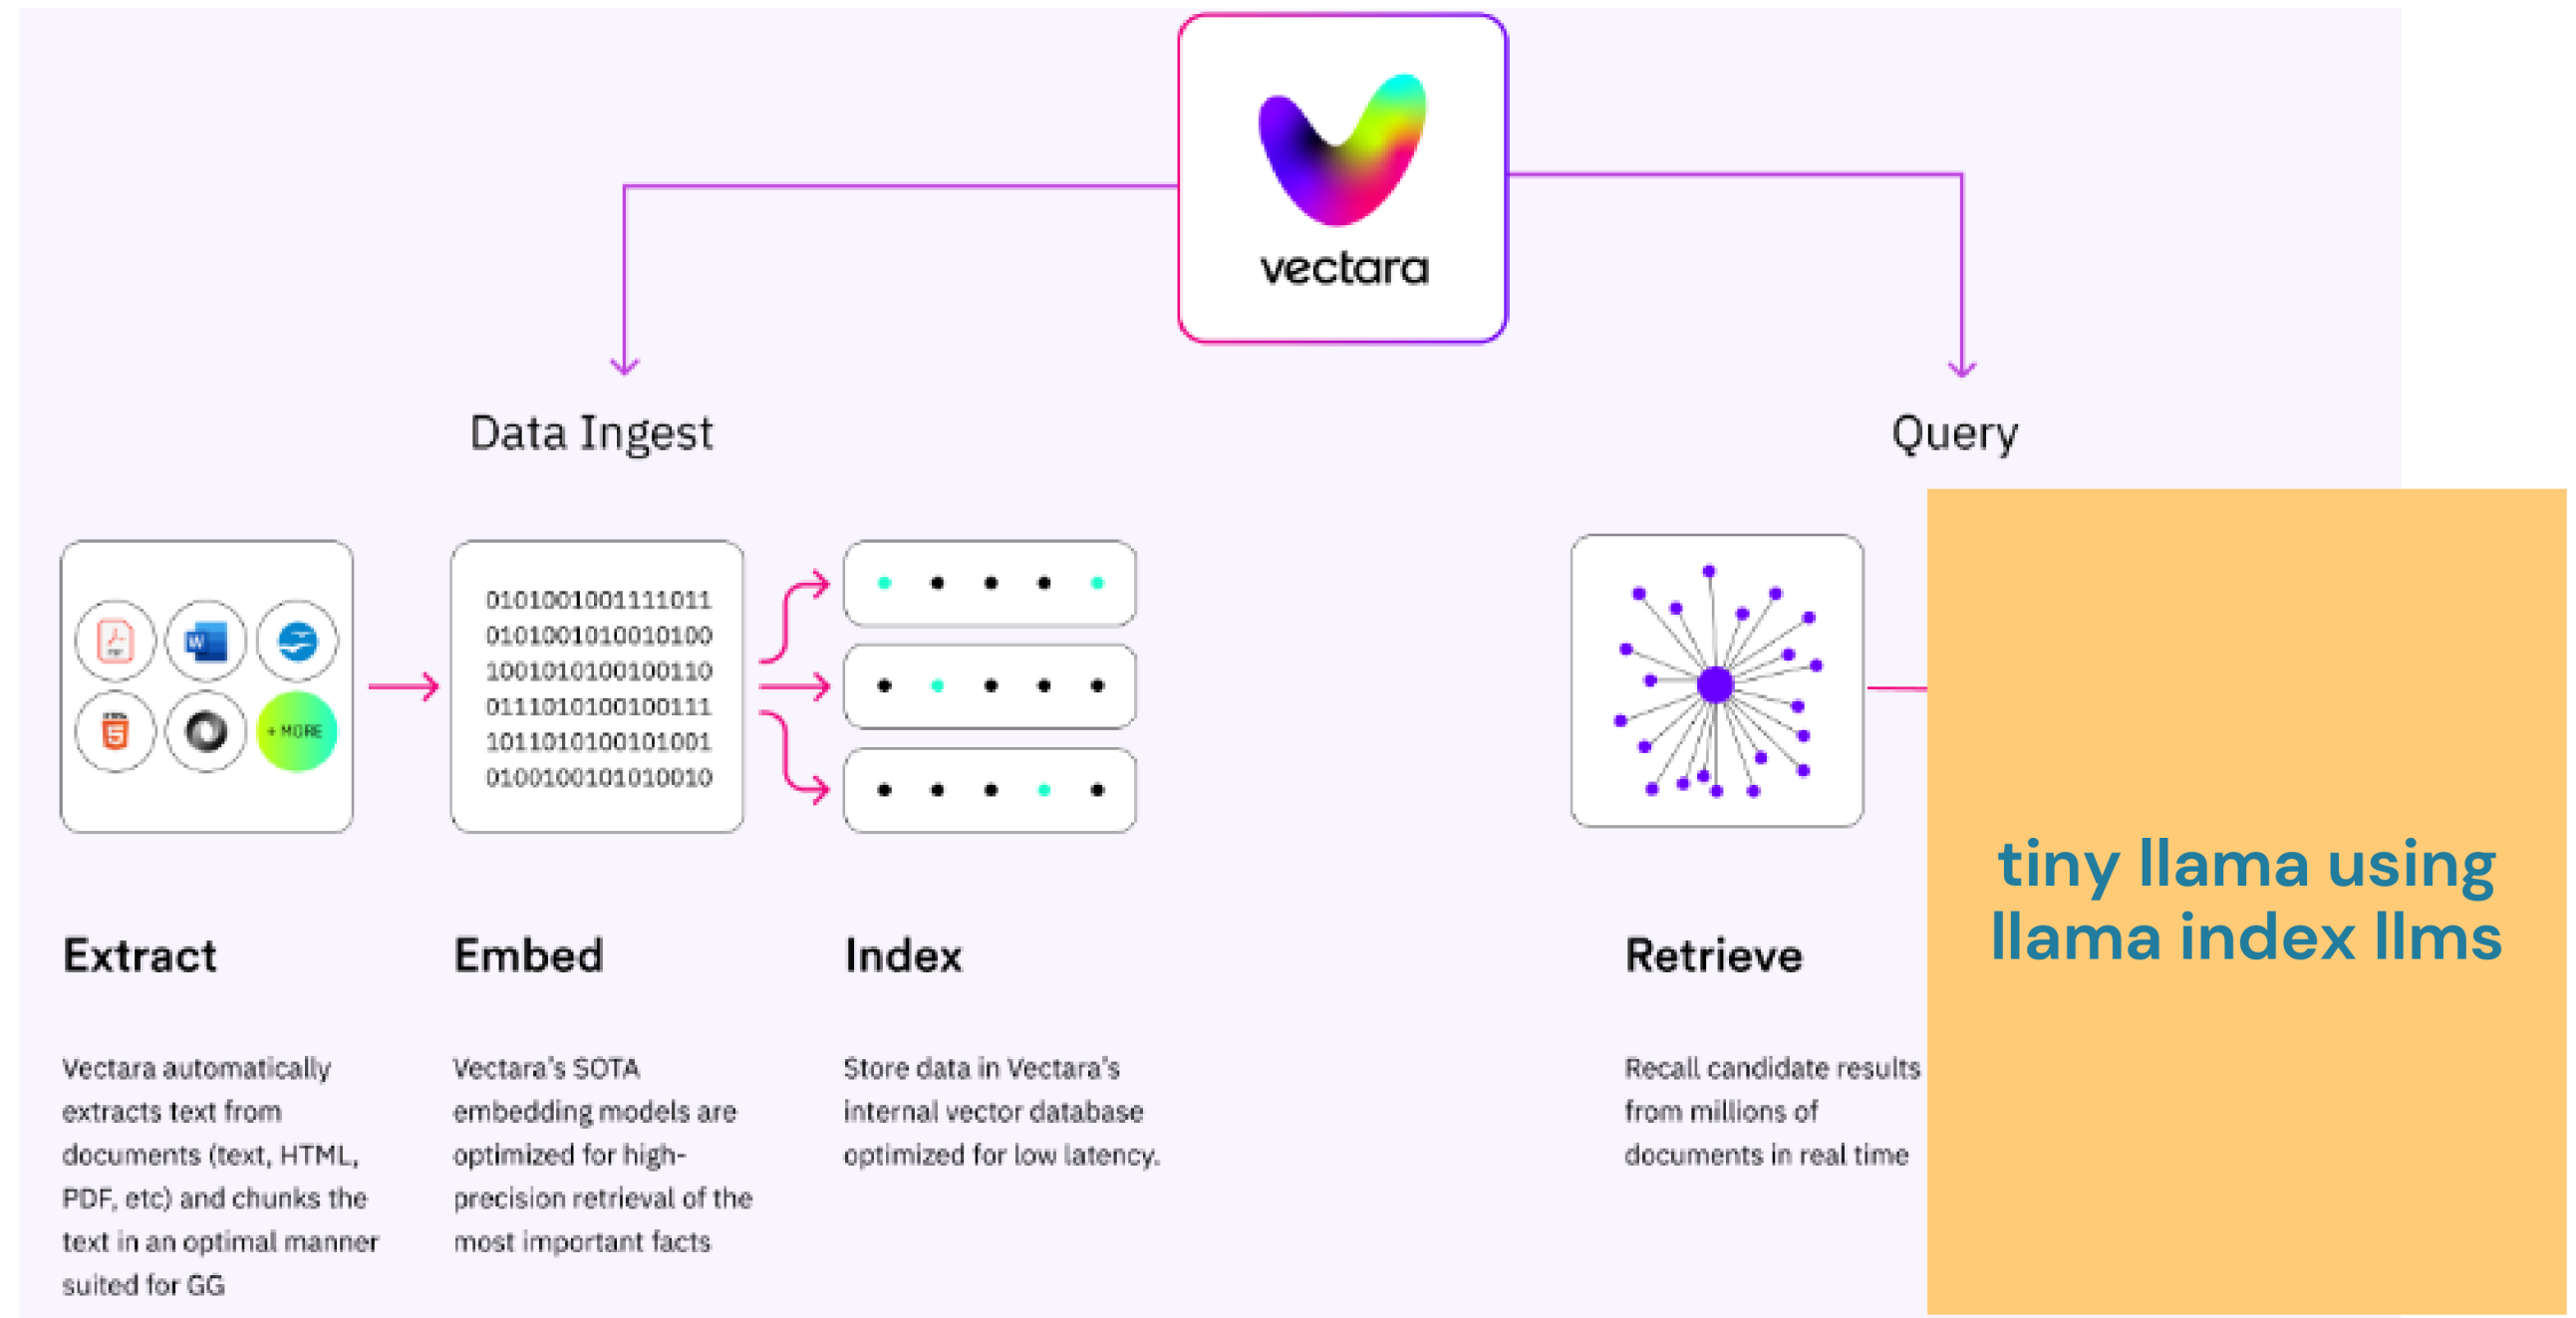 vectara
Data Ingest
Query
W
5
+ MORE
0101001001111011
0101001010010100
1001010100100110
0111010100100111
1011010100101001
0100100101010010
tiny llama using
llama index llms
Extract
Embed
Index
Retrieve
Vectara automatically
extracts text from
documents (text, HTML,
PDF, etc) and chunks the
text in an optimal manner
suited for GG
Vectara's SOTA
embedding models are
optimized for high-
precision retrieval of the
most important facts
Store data in Vectara's
internal vector database
optimized for low latency.
Recall candidate results
from millions of
documents in real time